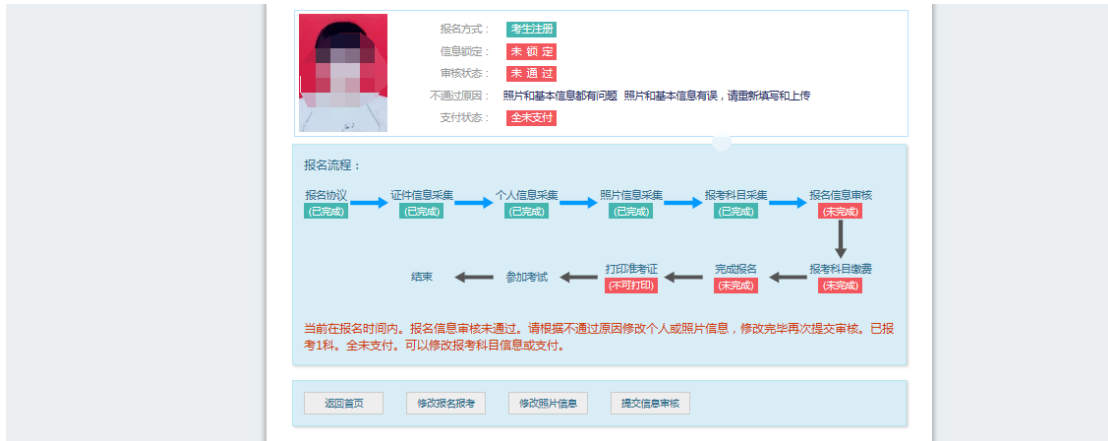 报名方式： 考生注册
信息锁定： 未 锁 定
审核状态： 未 通 过
不通过原因： 照片和基本信息都有问题 照片和基本信息有误，请重新填写和上传
支付状态： 全未支付
报名流程：
报名协议 证件信息采集 个人信息采集 照片信息采集 报考科目采集 报名信息审核
(已完成) (已完成) (已完成) (已完成) (已完成) (未完成)
结束 参加考试 打印准考证 完成报名 报考科目缴费
(不可打印) (未完成) (未完成)
当前在报名时间内。报名信息审核未通过。请根据不通过原因修改个人或照片信息，修改完毕再次提交审核。已报
考1科。全未支付。可以修改报考科目信息或支付。
返回首页 修改报名报考 修改照片信息 提交信息审核